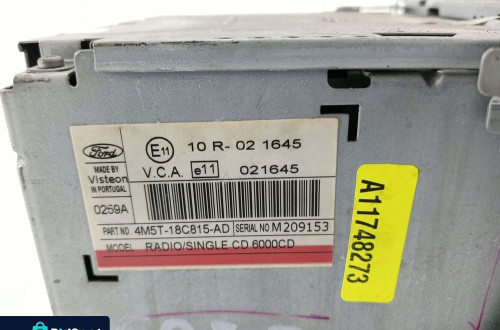 Ford
MADE BY
Visteon
IN PORTUGAL
E11 10 R- 02 1645
V.C.A. e11 021645
0259A
PART NO. 4M5T-18C815-AD SERIAL NO. M209153
MODEL RADIO/SINGLE CD 6000CD
A11748273